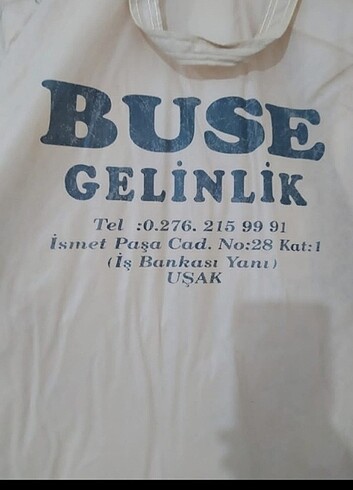 BUSE
GELİNLİK
Tel :0.276. 215 99 91
İsmet Paşa Cad. No:28 Kat:1
(İş Bankası Yanı)
UŞAK